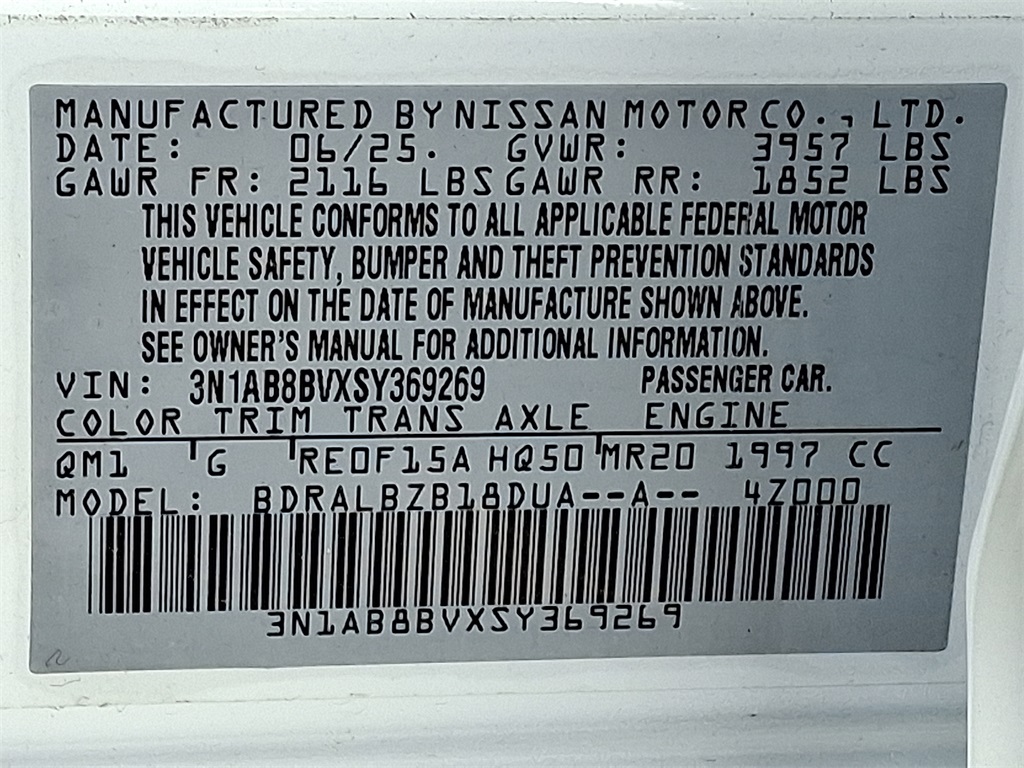 MANUFACTURED BY NISSAN MOTOR CO., LTD.
DATE: 06/25. GVWR: 3957 LBS
GAWR FR: 2116 LBS GAWR RR: 1852 LBS
THIS VEHICLE CONFORMS TO ALL APPLICABLE FEDERAL MOTOR
VEHICLE SAFETY, BUMPER AND THEFT PREVENTION STANDARDS
IN EFFECT ON THE DATE OF MANUFACTURE SHOWN ABOVE.
SEE OWNER'S MANUAL FOR ADDITIONAL INFORMATION.
VIN: 3N1AB8BVXSY369269 PASSENGER CAR.
COLOR TRIM TRANS AXLE ENGINE
QM1 G RE0F15A HQ50 MR20 1997 CC
MODEL: BDRALBZB18DUA--A-- 4Z000
3N1AB8BVXSY369269